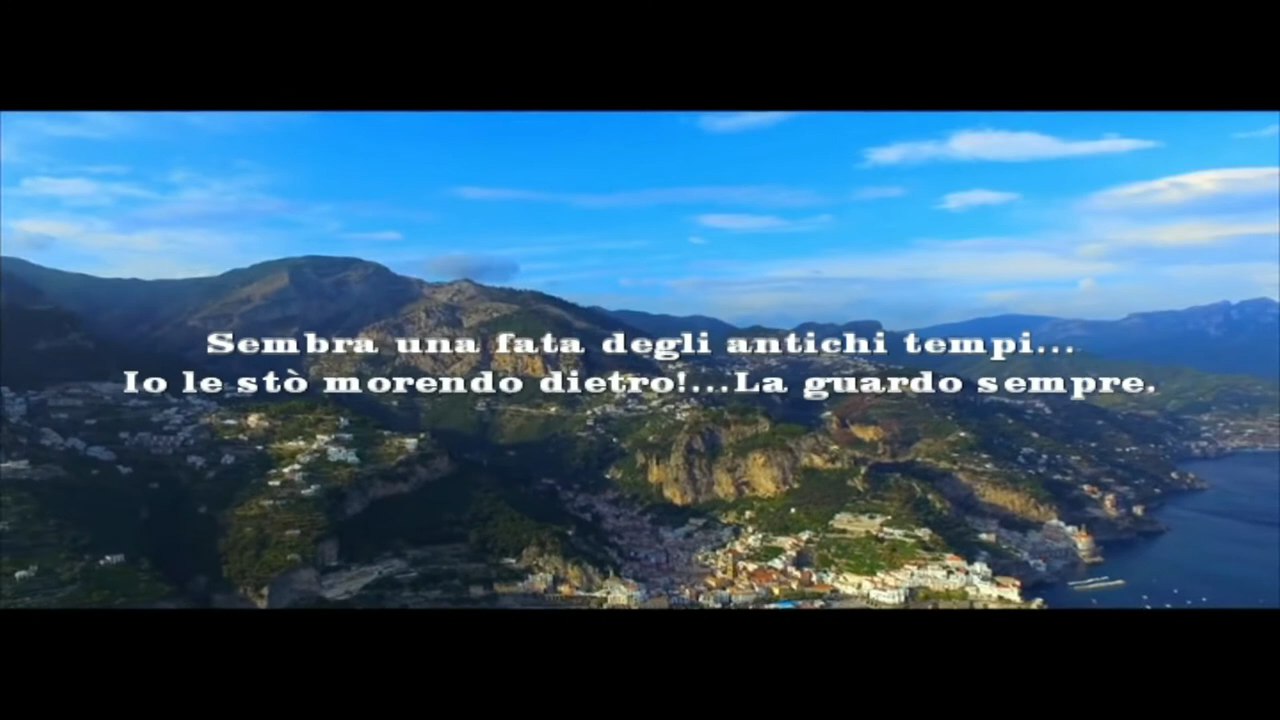 Sembra una fata degli antichi tempi...
Io le stò morendo dietro!...La guardo sempre.